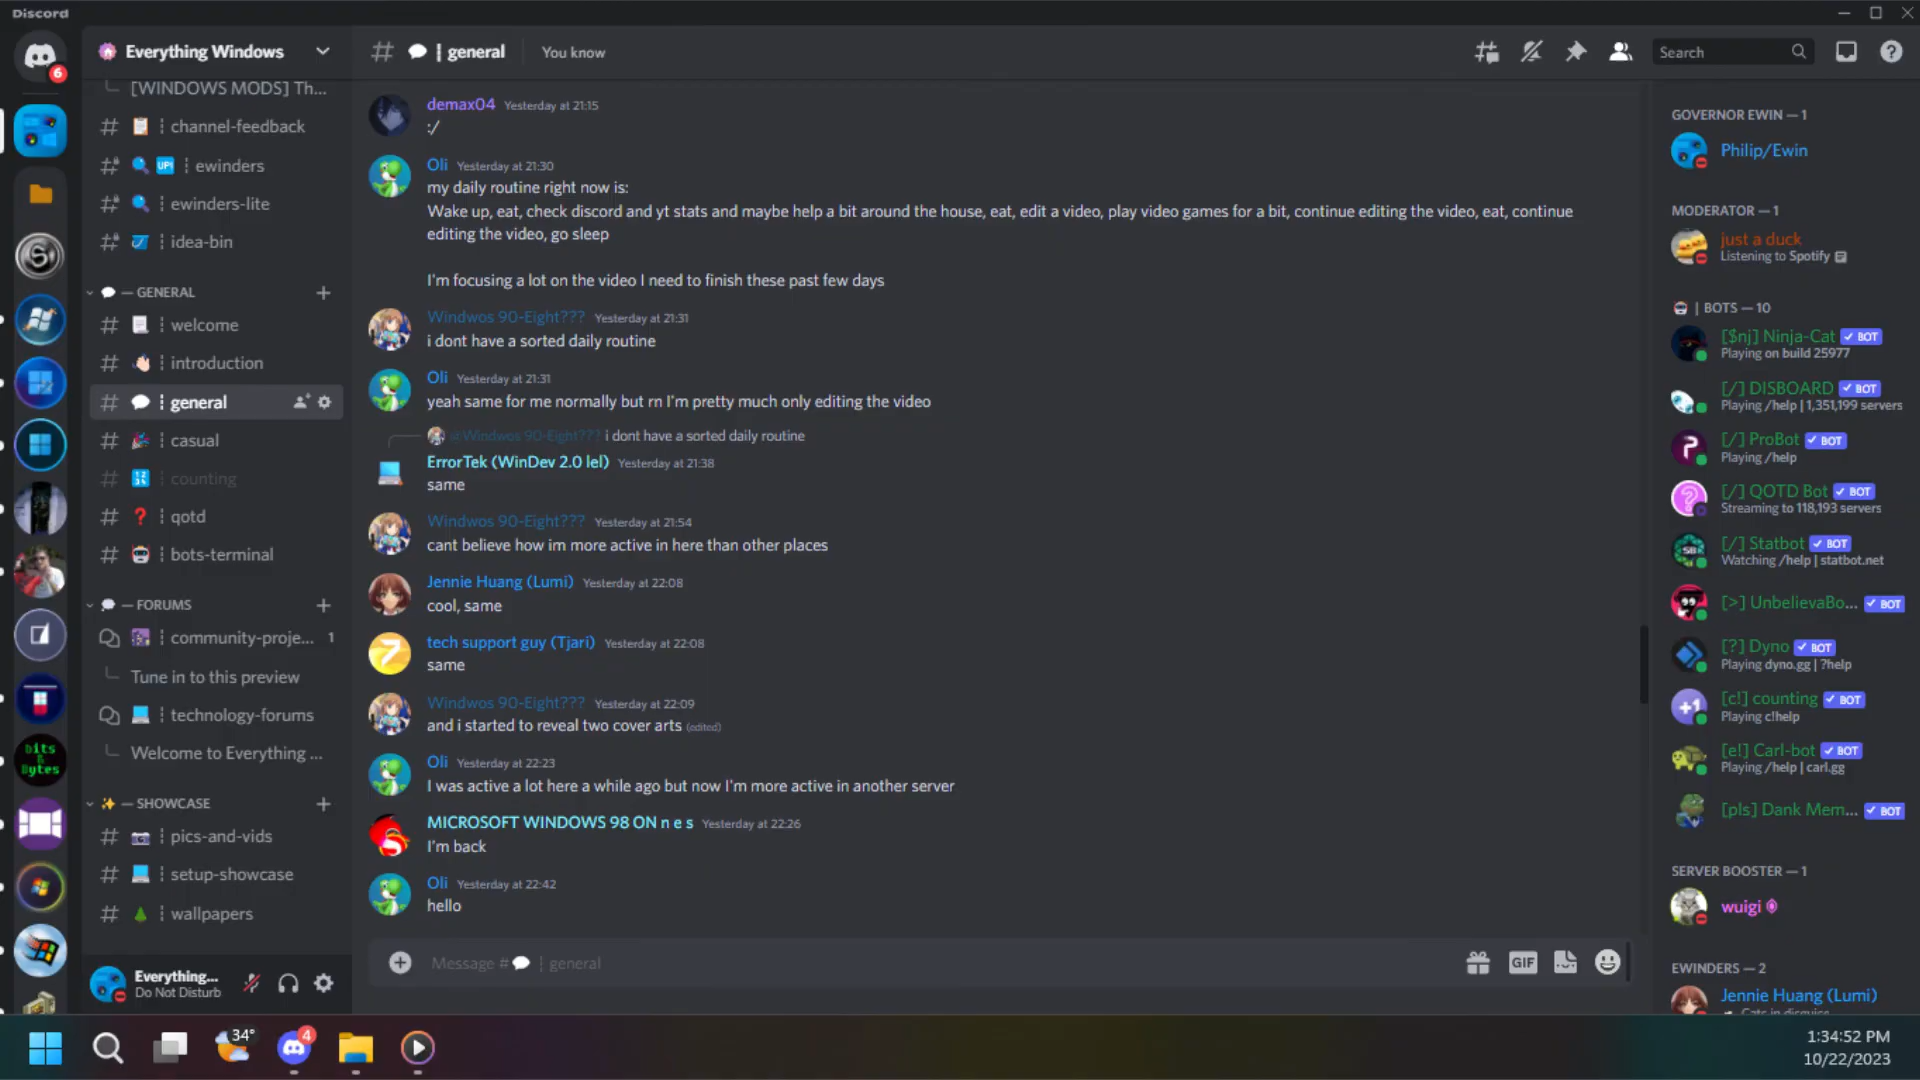 Discord
6
Everything Windows
┆ general
You know
Search
[WINDOWS MODS] Th...
┆ channel-feedback
UP! ┆ ewinders
┆ ewinders-lite
┆ idea-bin
— GENERAL
┆ welcome
┆ introduction
┆ general
┆ casual
┆ counting
┆ qotd
┆ bots-terminal
— FORUMS
community-proje... 1
Tune in to this preview
┆ technology-forums
Welcome to Everything ...
— SHOWCASE
┆ pics-and-vids
┆ setup-showcase
┆ wallpapers
Bits
&
Bytes
Everything...
Do Not Disturb
demax04 Yesterday at 21:15
:/
Oli Yesterday at 21:30
my daily routine right now is:
Wake up, eat, check discord and yt stats and maybe help a bit around the house, eat, edit a video, play video games for a bit, continue editing the video, eat, continue
editing the video, go sleep
I'm focusing a lot on the video I need to finish these past few days
Windwos 90-Eight??? Yesterday at 21:31
i dont have a sorted daily routine
Oli Yesterday at 21:31
yeah same for me normally but rn I'm pretty much only editing the video
@Windwos 90-Eight??? i dont have a sorted daily routine
ErrorTek (WinDev 2.0 lel) Yesterday at 21:38
same
Windwos 90-Eight??? Yesterday at 21:54
cant believe how im more active in here than other places
Jennie Huang (Lumi) Yesterday at 22:08
cool, same
tech support guy (Tjari) Yesterday at 22:08
same
Windwos 90-Eight??? Yesterday at 22:09
and i started to reveal two cover arts (edited)
Oli Yesterday at 22:23
I was active a lot here a while ago but now I'm more active in another server
MICROSOFT WINDOWS 98 ON n e s Yesterday at 22:26
I'm back
Oli Yesterday at 22:42
hello
Message # ┆ general
GIF
GOVERNOR EWIN — 1
Philip/Ewin
MODERATOR — 1
just a duck
Listening to Spotify
| BOTS — 10
[$nj] Ninja-Cat ✓ BOT
Playing on build 25977
[/] DISBOARD ✓ BOT
Playing /help | 1,351,199 servers
[/] ProBot ✓ BOT
Playing /help
[/] QOTD Bot ✓ BOT
Streaming to 118,193 servers
[/] Statbot ✓ BOT
Watching /help | statbot.net
[>] UnbelievaBo... ✓ BOT
[?] Dyno ✓ BOT
Playing dyno.gg | ?help
[c!] counting ✓ BOT
Playing c!help
[e!] Carl-bot ✓ BOT
Playing /help | carl.gg
[pls] Dank Mem... ✓ BOT
SERVER BOOSTER — 1
wuigi
EWINDERS — 2
Jennie Huang (Lumi)
Cats in disguise
34°
4
1:34:52 PM
10/22/2023